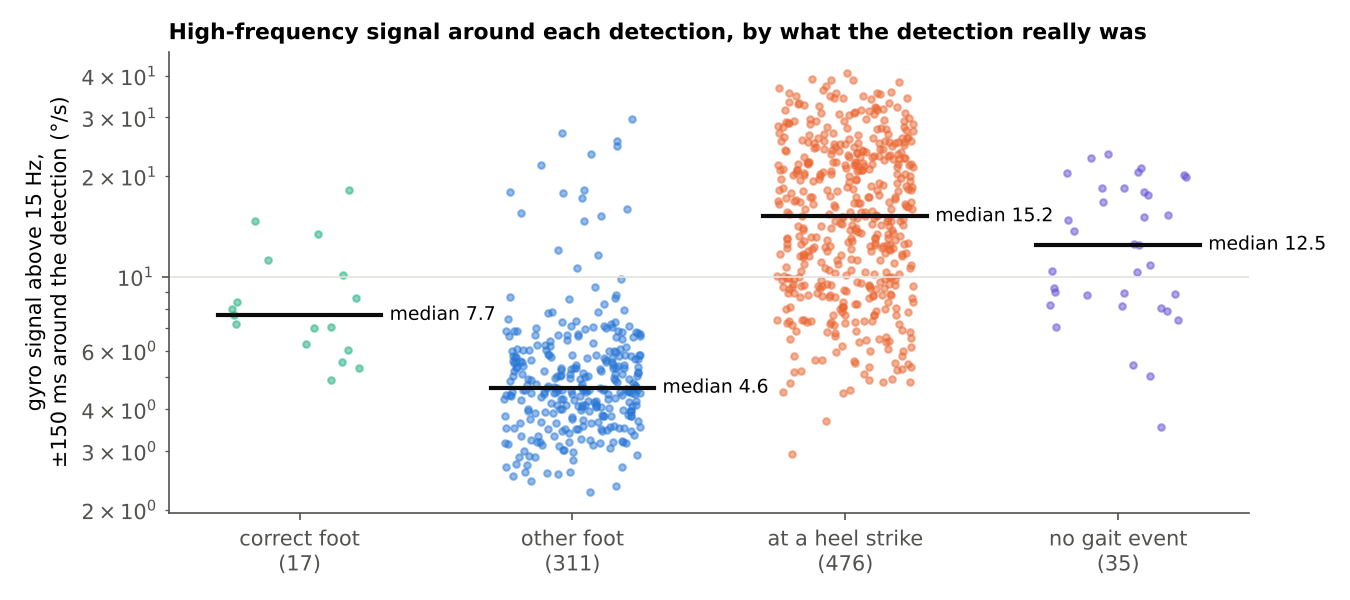 High-frequency signal around each detection, by what the detection really was
gyro signal above 15 Hz,
±150 ms around the detection (°/s)
4 × 10¹
3 × 10¹
2 × 10¹
10¹
6 × 10⁰
4 × 10⁰
3 × 10⁰
2 × 10⁰
median 7.7
median 4.6
median 15.2
median 12.5
correct foot
(17)
other foot
(311)
at a heel strike
(476)
no gait event
(35)